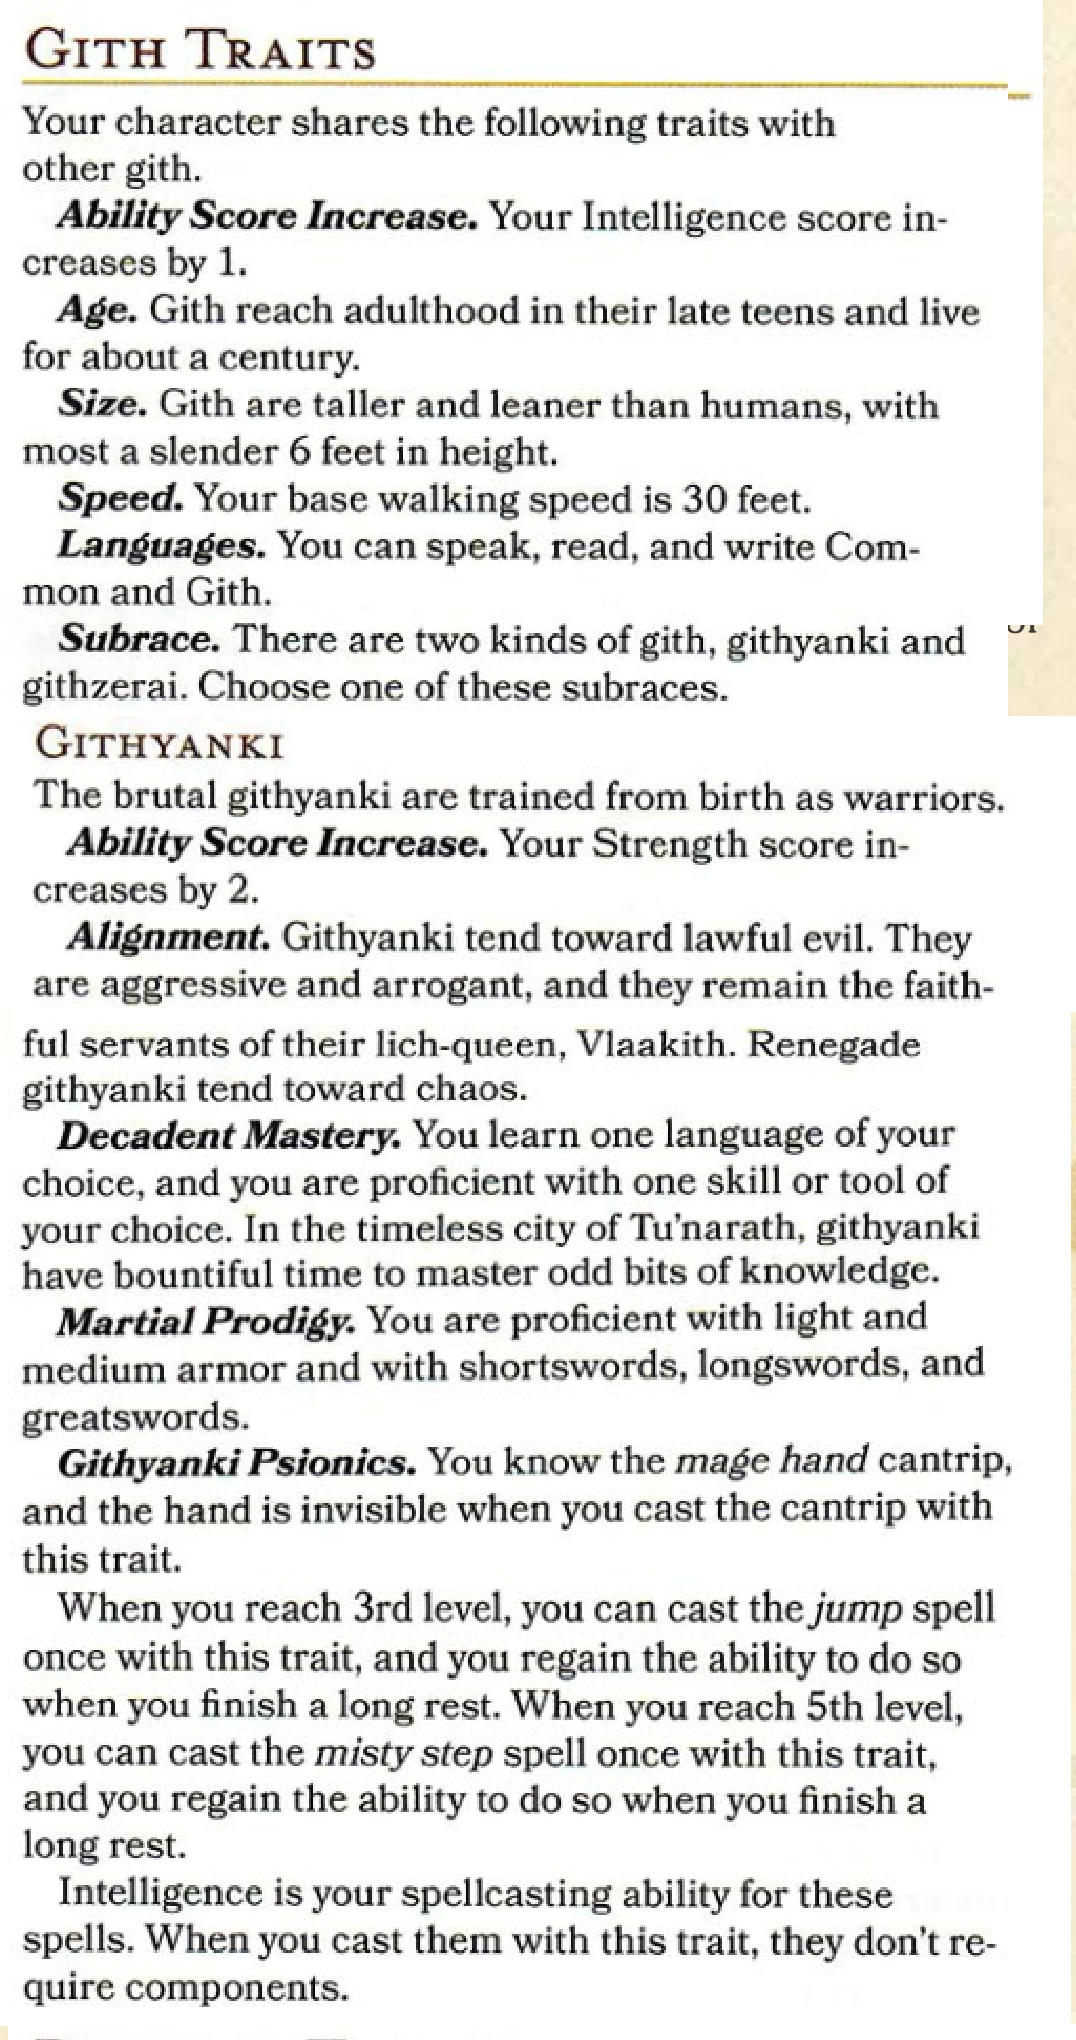 GITH TRAITS
Your character shares the following traits with
other gith.
Ability Score Increase. Your Intelligence score in-
creases by 1.
Age. Gith reach adulthood in their late teens and live
for about a century.
Size. Gith are taller and leaner than humans, with
most a slender 6 feet in height.
Speed. Your base walking speed is 30 feet.
Languages. You can speak, read, and write Com-
mon and Gith.
Subrace. There are two kinds of gith, githyanki and
githzerai. Choose one of these subraces.
GITHYANKI
The brutal githyanki are trained from birth as warriors.
Ability Score Increase. Your Strength score in-
creases by 2.
Alignment. Githyanki tend toward lawful evil. They
are aggressive and arrogant, and they remain the faith-
ful servants of their lich-queen, Vlaakith. Renegade
githyanki tend toward chaos.
Decadent Mastery. You learn one language of your
choice, and you are proficient with one skill or tool of
your choice. In the timeless city of Tu'narath, githyanki
have bountiful time to master odd bits of knowledge.
Martial Prodigy. You are proficient with light and
medium armor and with shortswords, longswords, and
greatswords.
Githyanki Psionics. You know the mage hand cantrip,
and the hand is invisible when you cast the cantrip with
this trait.
When you reach 3rd level, you can cast the jump spell
once with this trait, and you regain the ability to do so
when you finish a long rest. When you reach 5th level,
you can cast the misty step spell once with this trait,
and you regain the ability to do so when you finish a
long rest.
Intelligence is your spellcasting ability for these
spells. When you cast them with this trait, they don't re-
quire components.